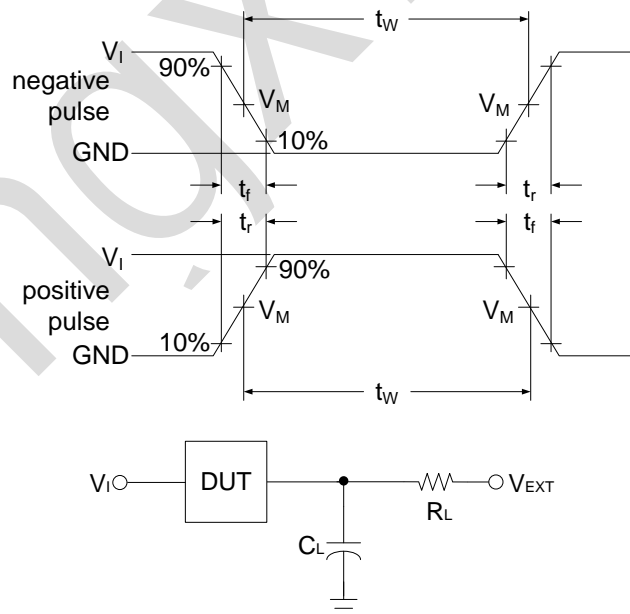 tW
VI
90%
negative
pulse
VM
VM
10%
GND
tf
tr
tr
tf
VI
90%
positive
pulse
VM
VM
10%
GND
tW
VI
DUT
VEXT
RL
CL